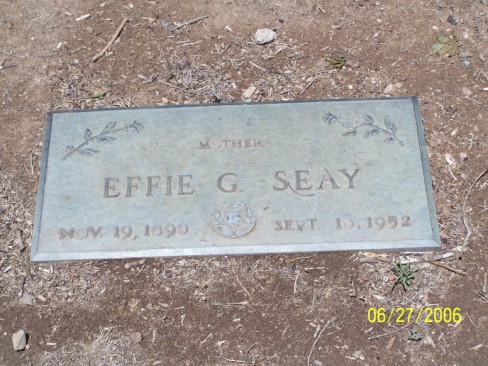 MOTHER
EFFIE G. SEAY
NOV. 19, 1890 SEPT. 10, 1952
06/27/2006